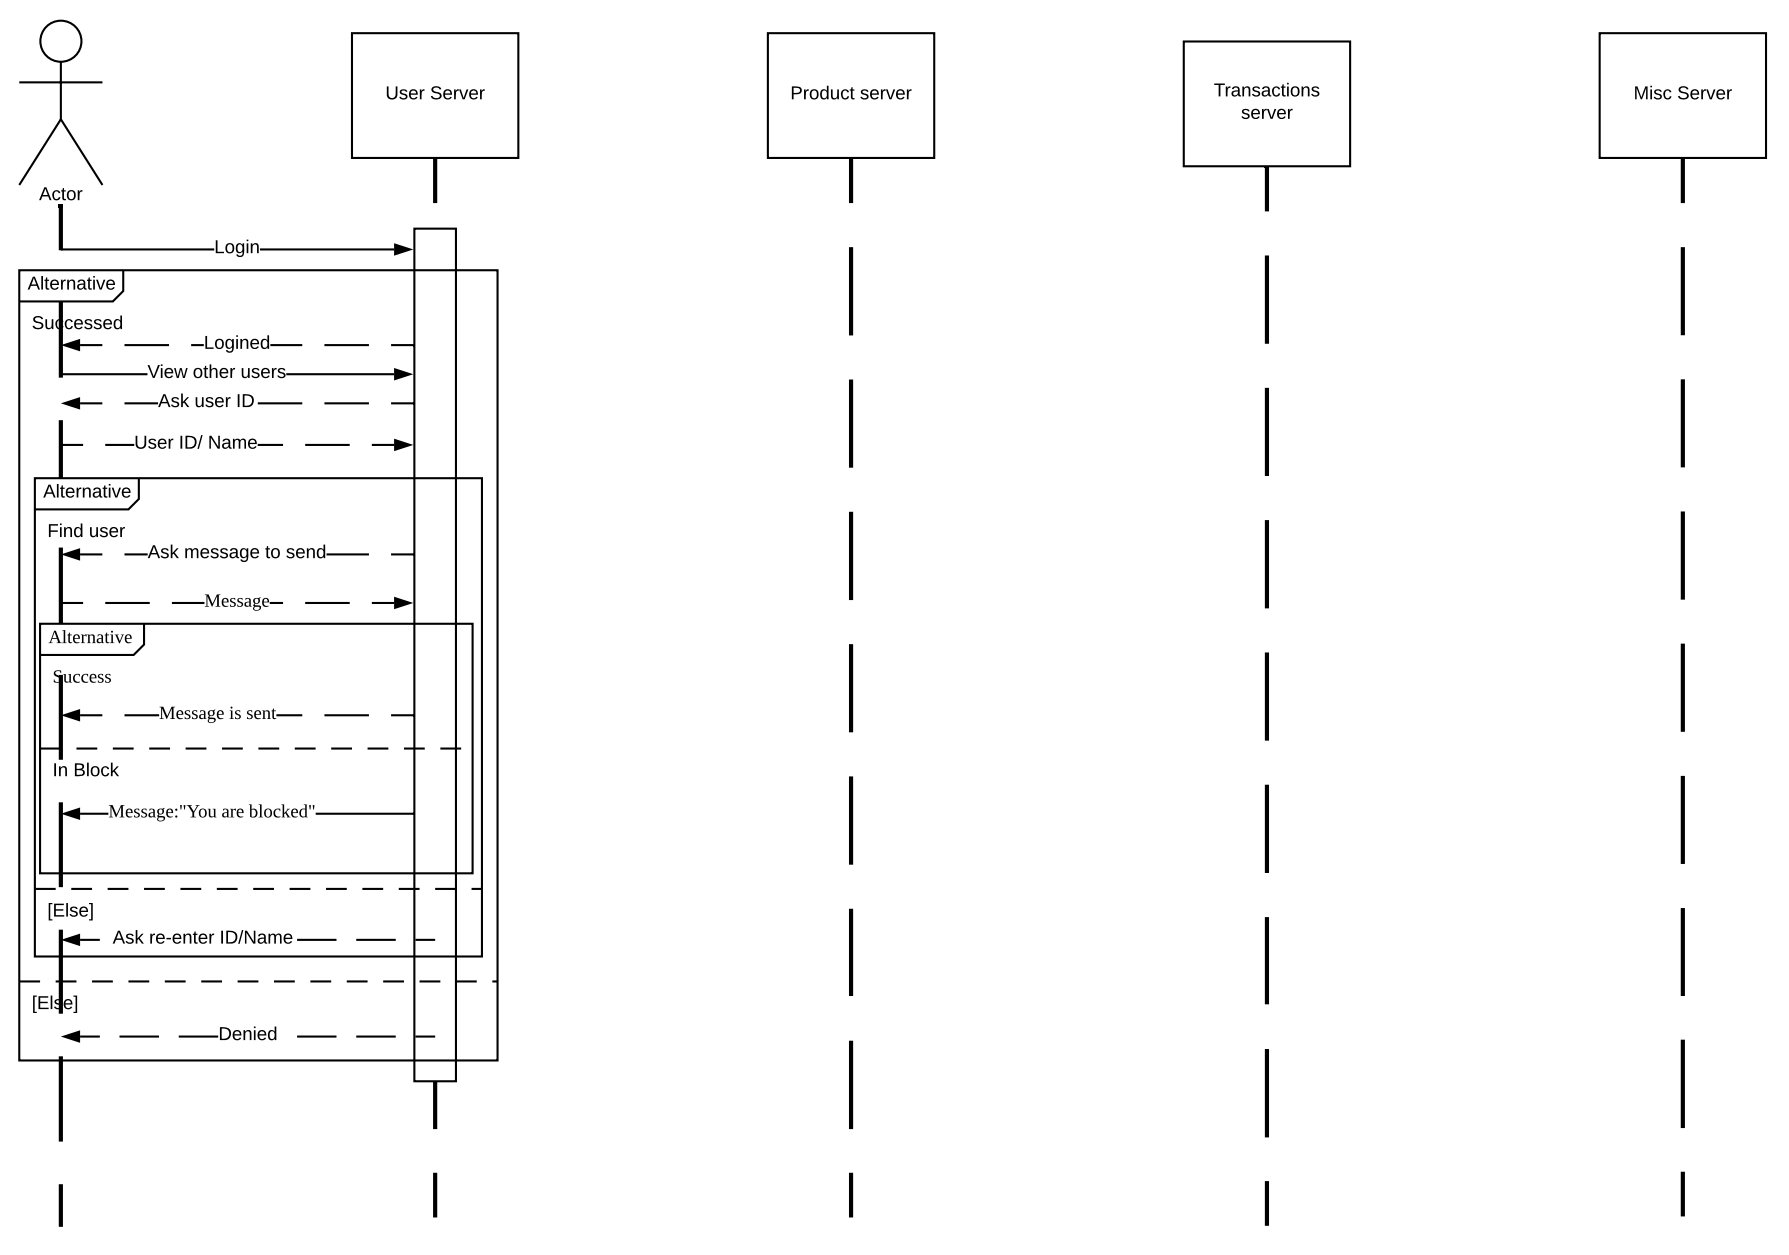 Actor
User Server
Product server
Transactions
server
Misc Server
Login
Alternative
Successed
Logined
View other users
Ask user ID
User ID/ Name
Alternative
Find user
Ask message to send
Message
Alternative
Success
Message is sent
In Block
Message:"You are blocked"
[Else]
Ask re-enter ID/Name
[Else]
Denied